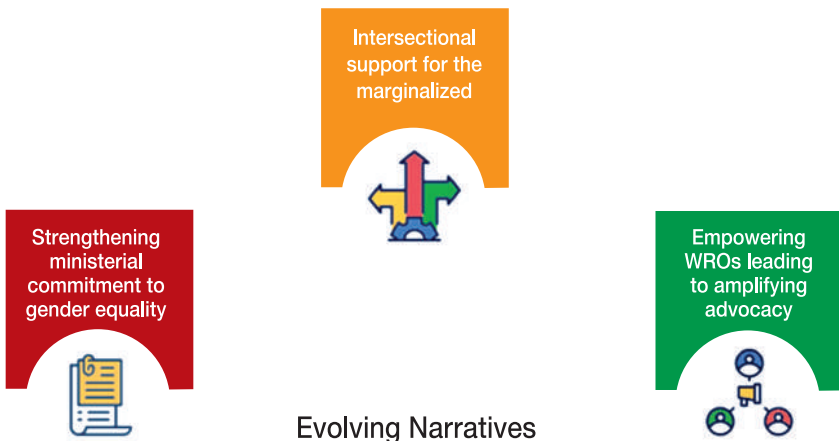 Intersectional
support for the
marginalized
Strengthening
ministerial
commitment to
gender equality
Empowering
WROs leading
to amplifying
advocacy
Evolving Narratives